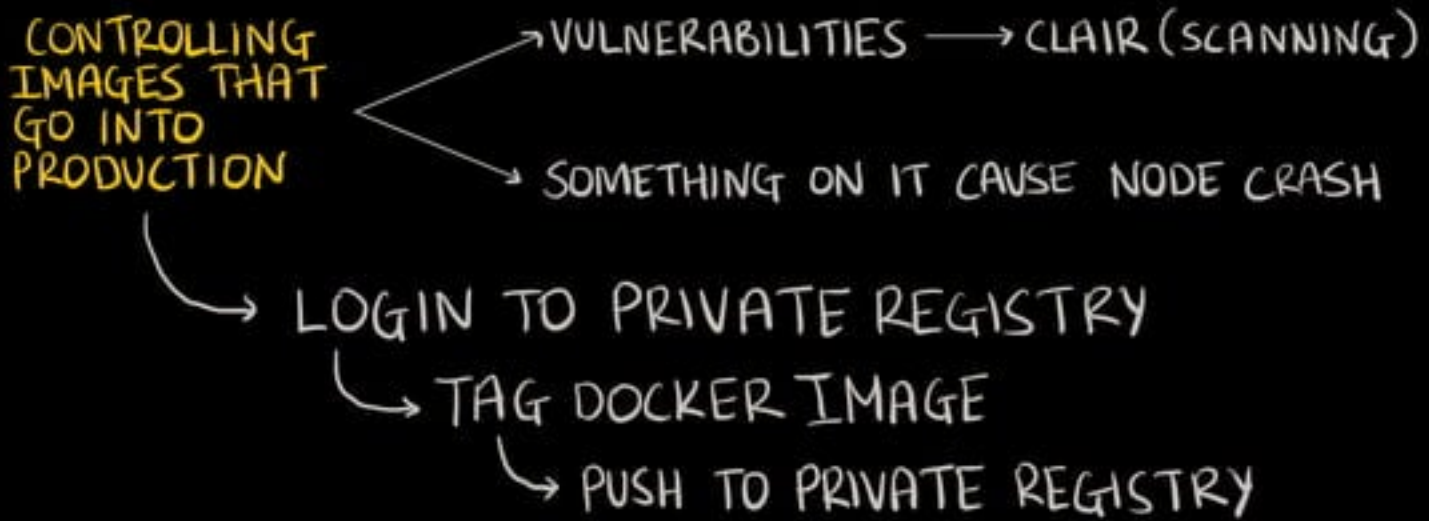 CONTROLLING
IMAGES THAT
GO INTO
PRODUCTION
VULNERABILITIES
CLAIR (SCANNING)
SOMETHING ON IT CAUSE NODE CRASH
LOGIN TO PRIVATE REGISTRY
TAG DOCKER IMAGE
PUSH TO PRIVATE REGISTRY